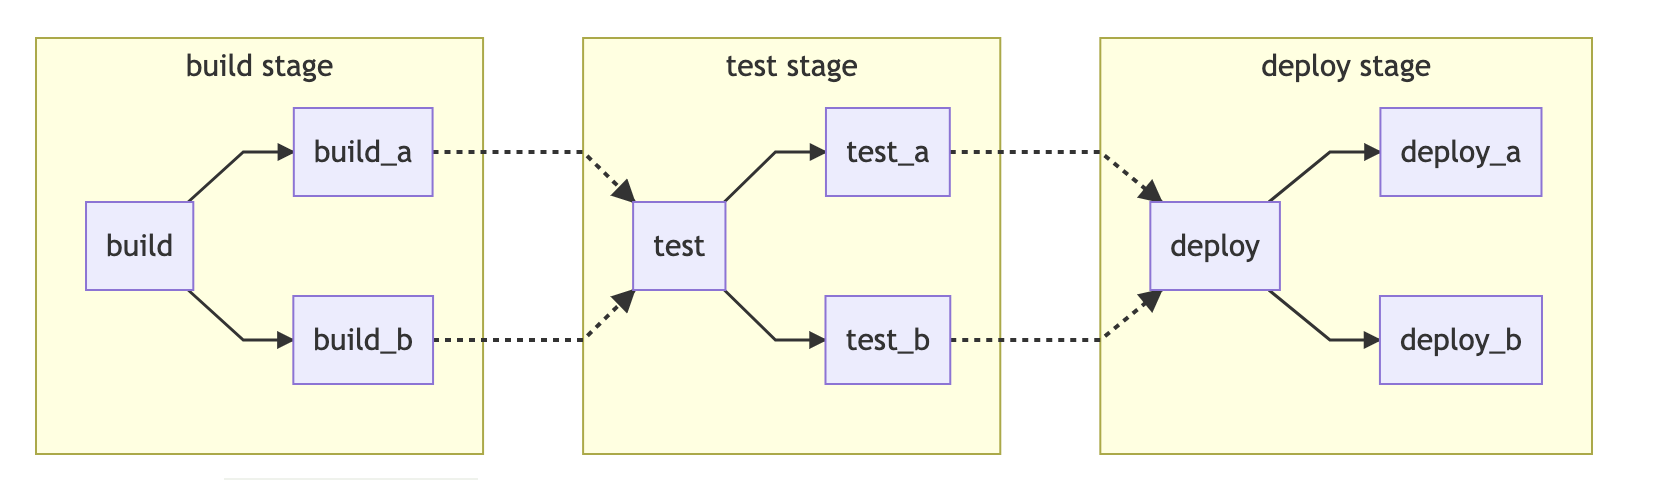 build stage
build
build_a
build_b
test stage
test
test_a
test_b
deploy stage
deploy
deploy_a
deploy_b